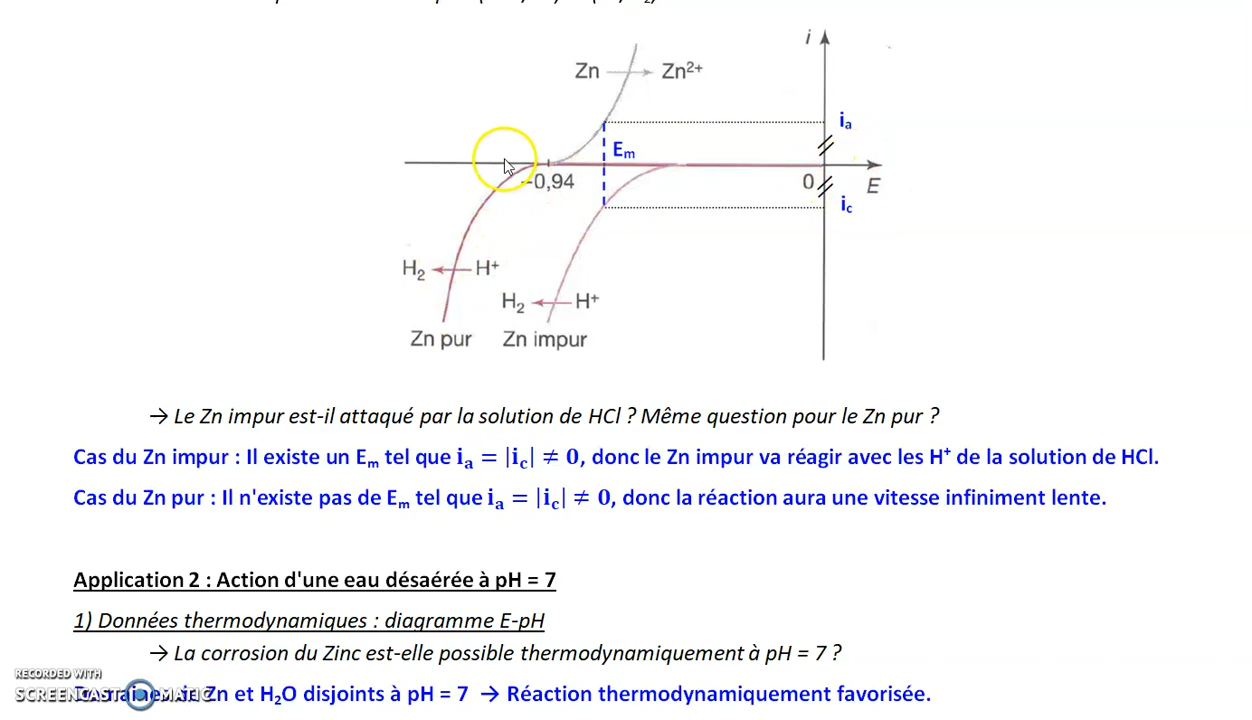 i
Zn → Zn²⁺
iₐ
Eₘ
−0,94
0
E
i꜀
H₂ ← H⁺
H₂ ← H⁺
Zn pur Zn impur
→ Le Zn impur est-il attaqué par la solution de HCl ? Même question pour le Zn pur ?
Cas du Zn impur : Il existe un Eₘ tel que iₐ = |i꜀| ≠ 0, donc le Zn impur va réagir avec les H⁺ de la solution de HCl.
Cas du Zn pur : Il n'existe pas de Eₘ tel que iₐ = |i꜀| ≠ 0, donc la réaction aura une vitesse infiniment lente.
Application 2 : Action d'une eau désaérée à pH = 7
1) Données thermodynamiques : diagramme E-pH
→ La corrosion du Zinc est-elle possible thermodynamiquement à pH = 7 ?
RECORDED WITH
SCREENCAST MATIC
Zn et H₂O disjoints à pH = 7 → Réaction thermodynamiquement favorisée.